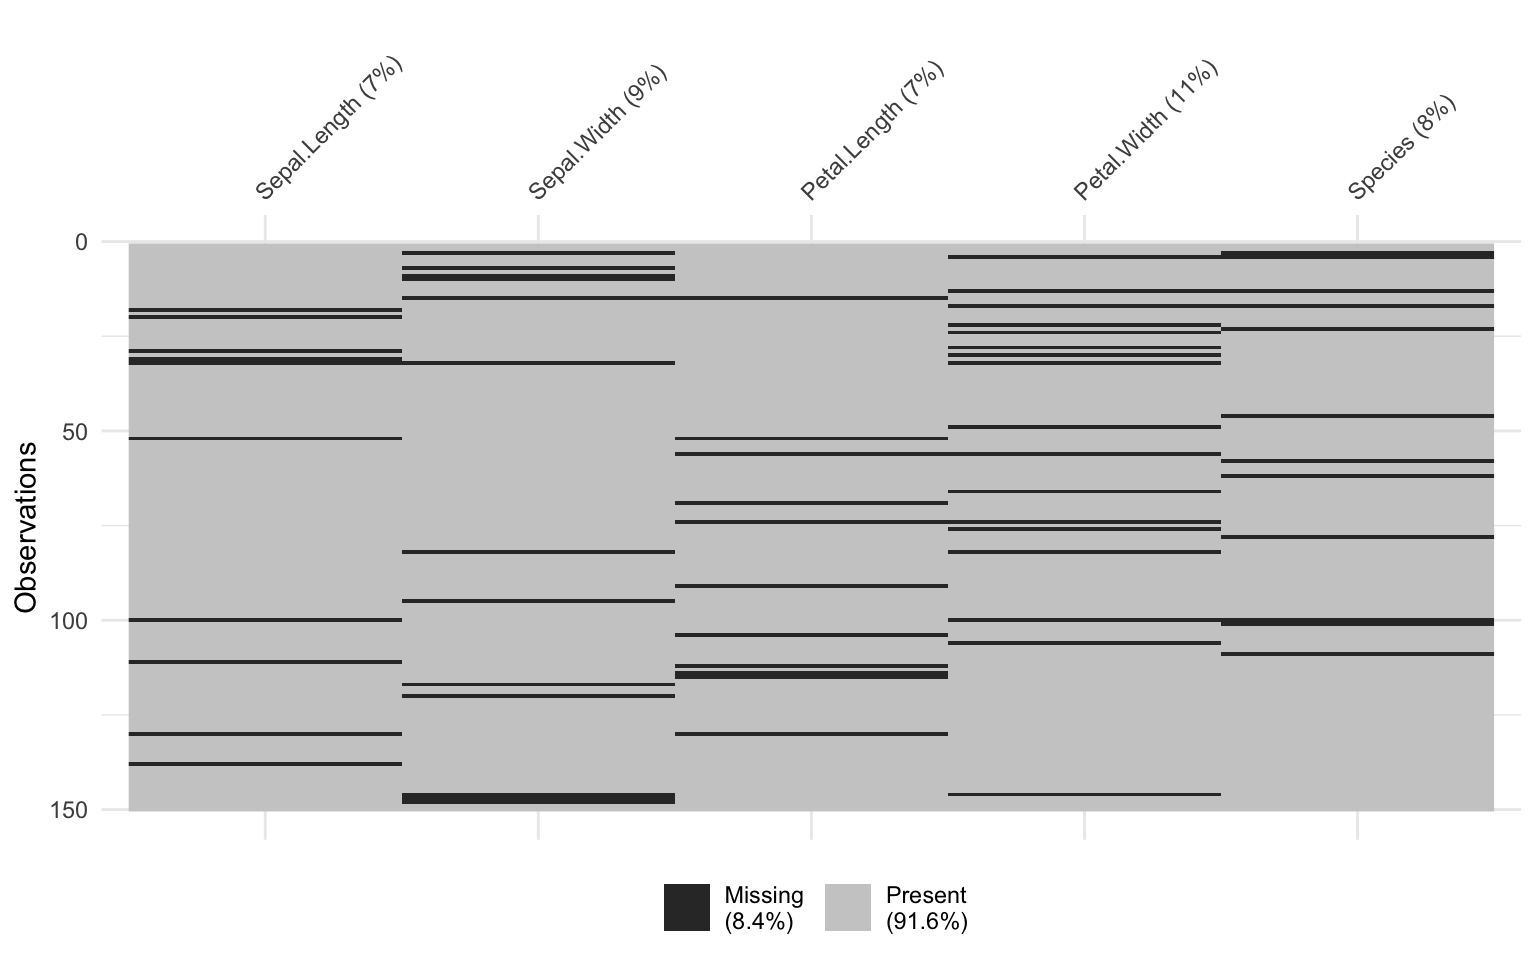 Sepal.Length (7%)
Sepal.Width (9%)
Petal.Length (7%)
Petal.Width (11%)
Species (8%)
0
50
100
150
Observations
Missing
(8.4%)
Present
(91.6%)